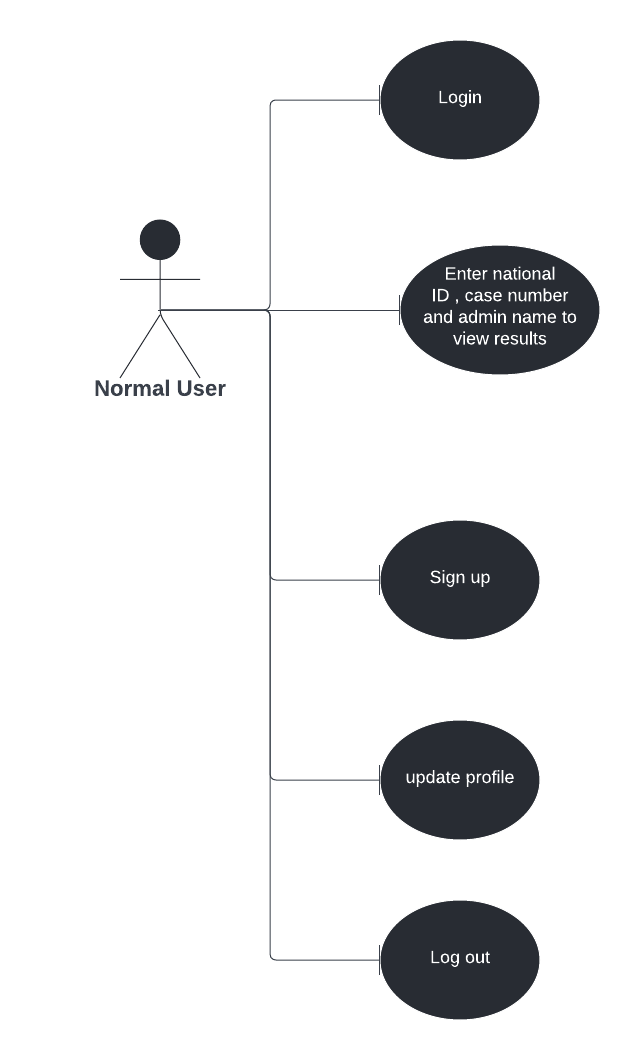 Login
Enter national
ID , case number
and admin name to
view results
Normal User
Sign up
update profile
Log out